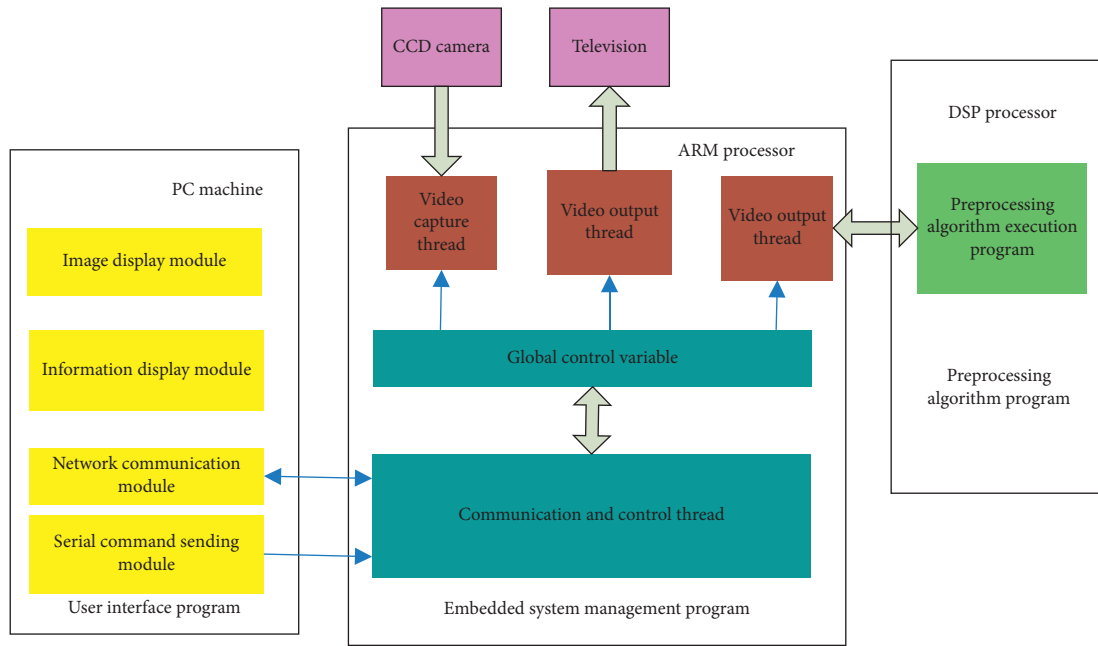 CCD camera
Television
PC machine
Image display module
Information display module
Network communication
module
Serial command sending
module
User interface program
ARM processor
Video
capture
thread
Video output
thread
Video output
thread
Global control variable
Communication and control thread
Embedded system management program
DSP processor
Preprocessing
algorithm execution
program
Preprocessing
algorithm program